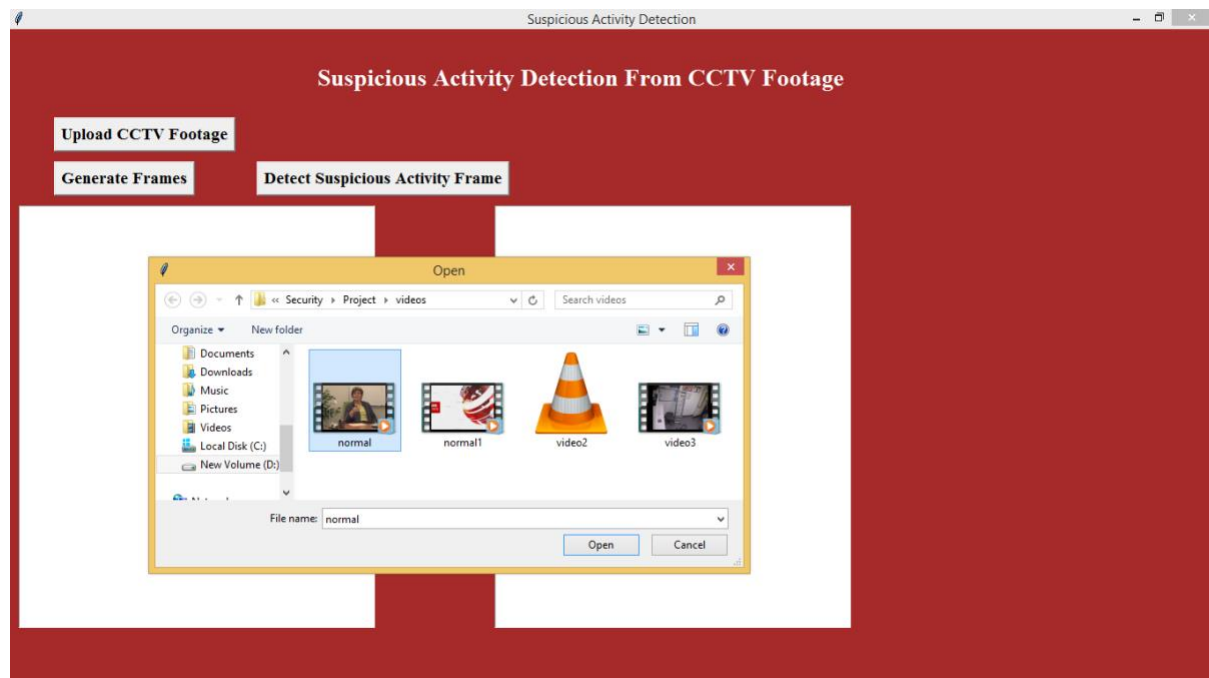 Suspicious Activity Detection
Suspicious Activity Detection From CCTV Footage
Upload CCTV Footage
Generate Frames
Detect Suspicious Activity Frame
Open
« Security ▸ Project ▸ videos
Search videos
Organize
New folder
Documents
Downloads
Music
Pictures
Videos
Local Disk (C:)
New Volume (D:)
normal
normal1
video2
video3
File name: normal
Open
Cancel